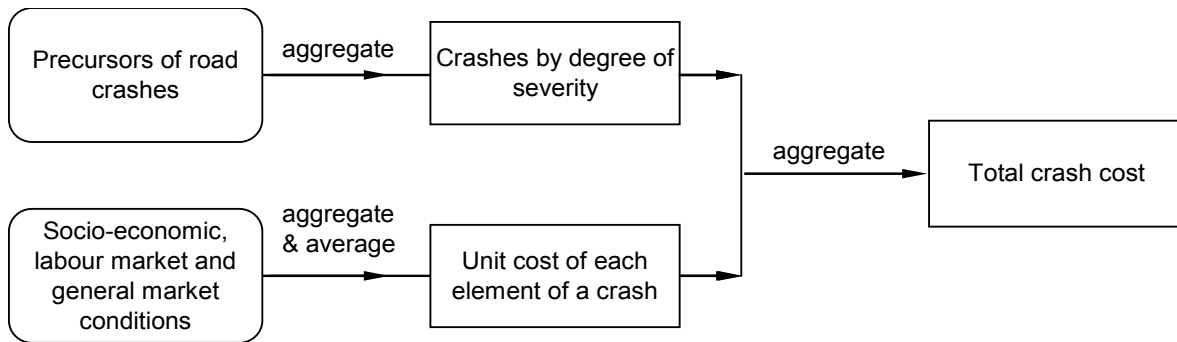 Precursors of road
crashes
aggregate
Crashes by degree of
severity
aggregate
Total crash cost
Socio-economic,
labour market and
general market
conditions
aggregate
& average
Unit cost of each
element of a crash